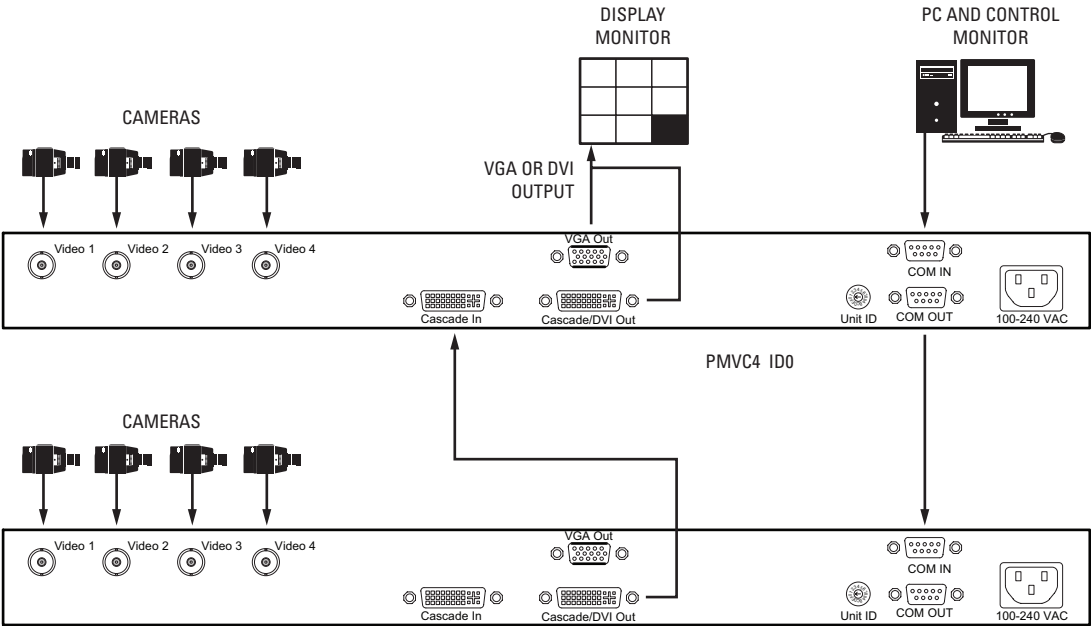 DISPLAY
MONITOR
PC AND CONTROL
MONITOR
CAMERAS
VGA OR DVI
OUTPUT
Video 1
Video 2
Video 3
Video 4
VGA Out
COM IN
Cascade In
Cascade/DVI Out
Unit ID
COM OUT
100-240 VAC
PMVC4 ID0
CAMERAS
Video 1
Video 2
Video 3
Video 4
VGA Out
COM IN
Cascade In
Cascade/DVI Out
Unit ID
COM OUT
100-240 VAC